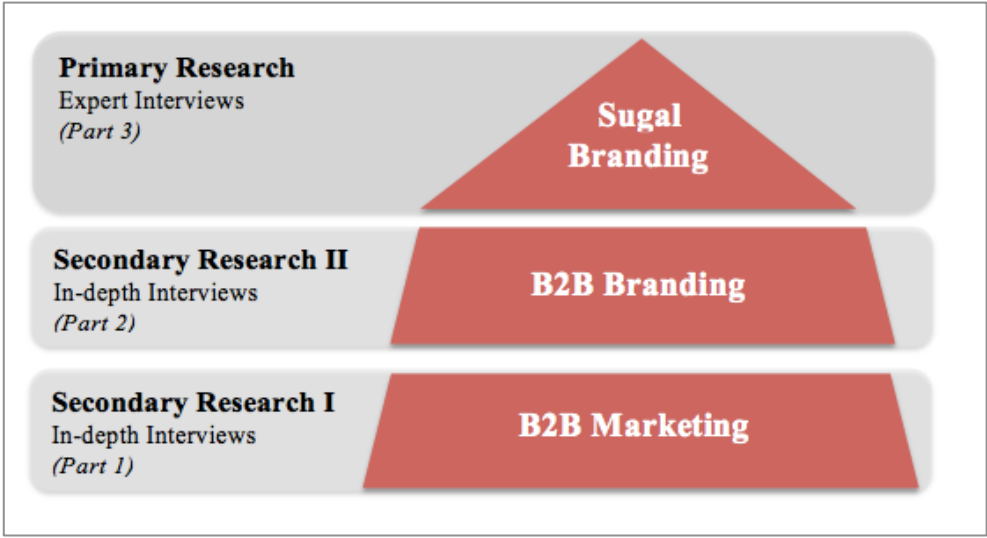 Primary Research
Expert Interviews
(Part 3)
Sugal
Branding
Secondary Research II
In-depth Interviews
(Part 2)
B2B Branding
Secondary Research I
In-depth Interviews
(Part 1)
B2B Marketing